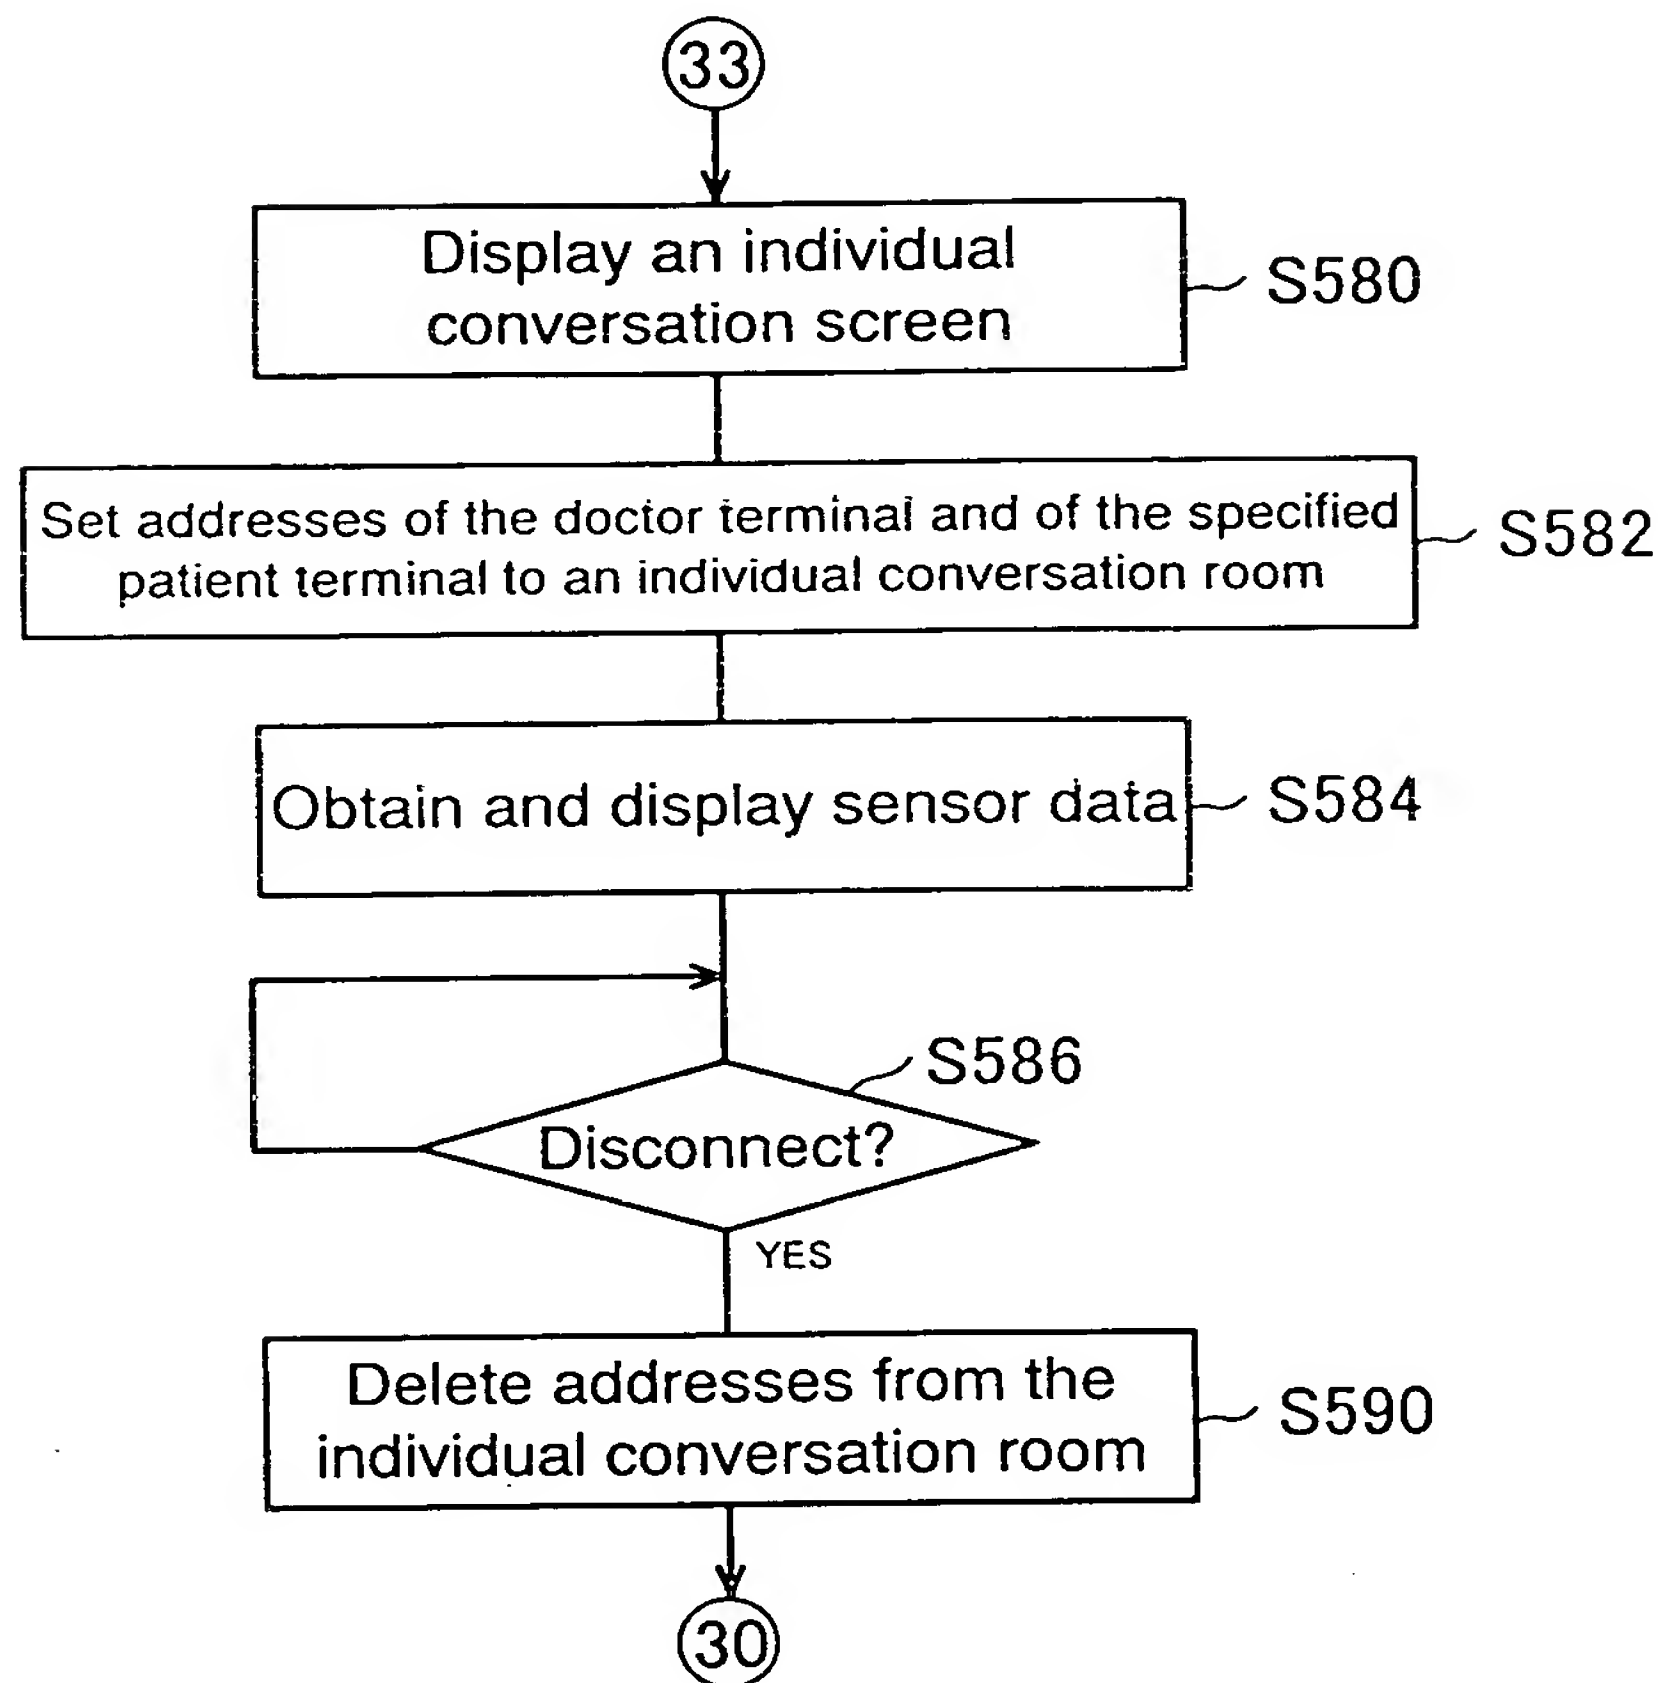 33
Display an individual
conversation screen
S580
Set addresses of the doctor terminal and of the specified
patient terminal to an individual conversation room
S582
Obtain and display sensor data
S584
S586
Disconnect?
YES
Delete addresses from the
individual conversation room
S590
30